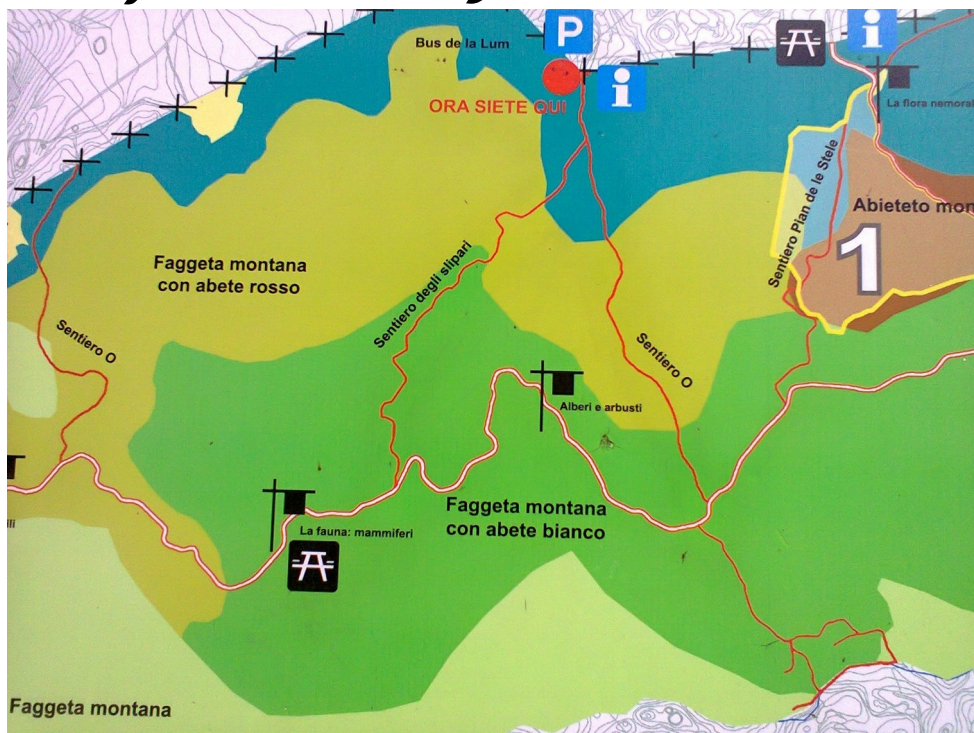 P
i
Bus de la Lum
ORA SIETE QUI
i
La flora nemoral
Sentiero Pian de le Stele
Abieteto mon
1
Faggeta montana
con abete rosso
Sentiero degli slipari
Sentiero O
Sentiero O
Alberi e arbusti
ili
La fauna: mammiferi
Faggeta montana
con abete bianco
Faggeta montana